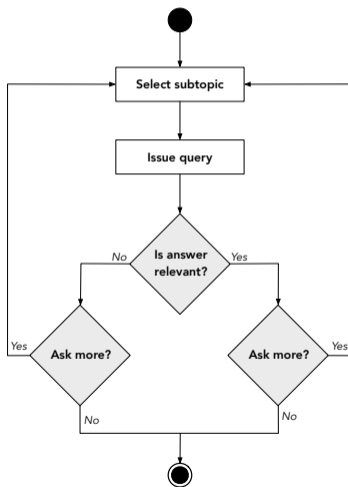 Select subtopic
Issue query
Is answer
relevant?
No
Yes
Ask more?
Ask more?
Yes
Yes
No
No